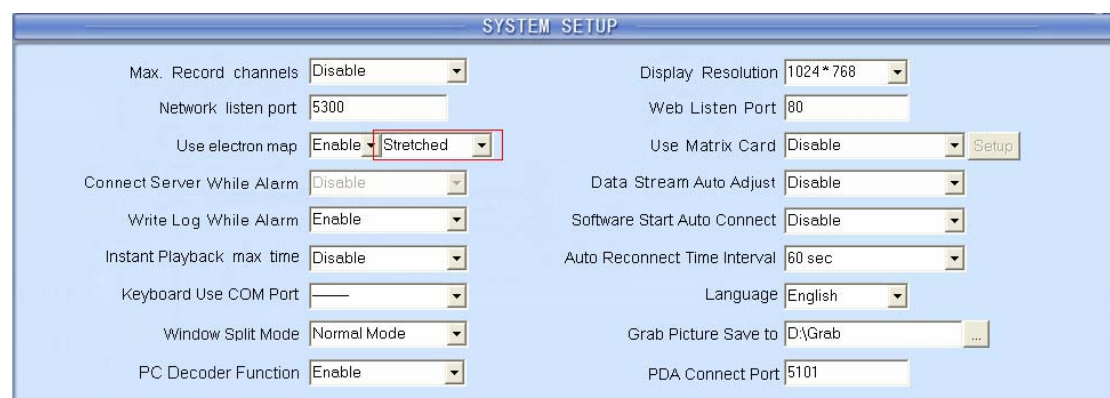 SYSTEM SETUP
Max. Record channels Disable Display Resolution 1024*768
Network listen port 5300 Web Listen Port 80
Use electron map Enable Stretched Use Matrix Card Disable Setup
Connect Server While Alarm Disable Data Stream Auto Adjust Disable
Write Log While Alarm Enable Software Start Auto Connect Disable
Instant Playback max time Disable Auto Reconnect Time Interval 60 sec
Keyboard Use COM Port —— Language English
Window Split Mode Normal Mode Grab Picture Save to D:\Grab ...
PC Decoder Function Enable PDA Connect Port 5101